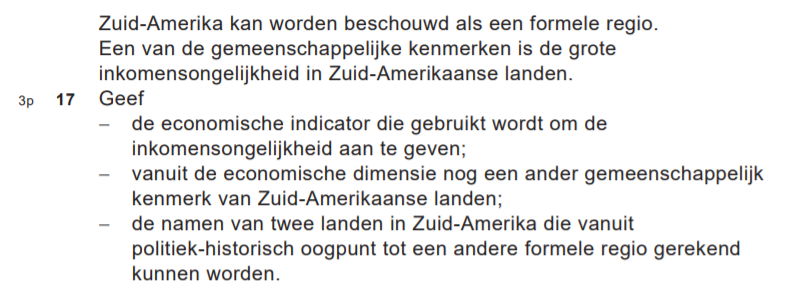 Zuid-Amerika kan worden beschouwd als een formele regio.
Een van de gemeenschappelijke kenmerken is de grote
inkomensongelijkheid in Zuid-Amerikaanse landen.
3p 17 Geef
– de economische indicator die gebruikt wordt om de
inkomensongelijkheid aan te geven;
– vanuit de economische dimensie nog een ander gemeenschappelijk
kenmerk van Zuid-Amerikaanse landen;
– de namen van twee landen in Zuid-Amerika die vanuit
politiek-historisch oogpunt tot een andere formele regio gerekend
kunnen worden.